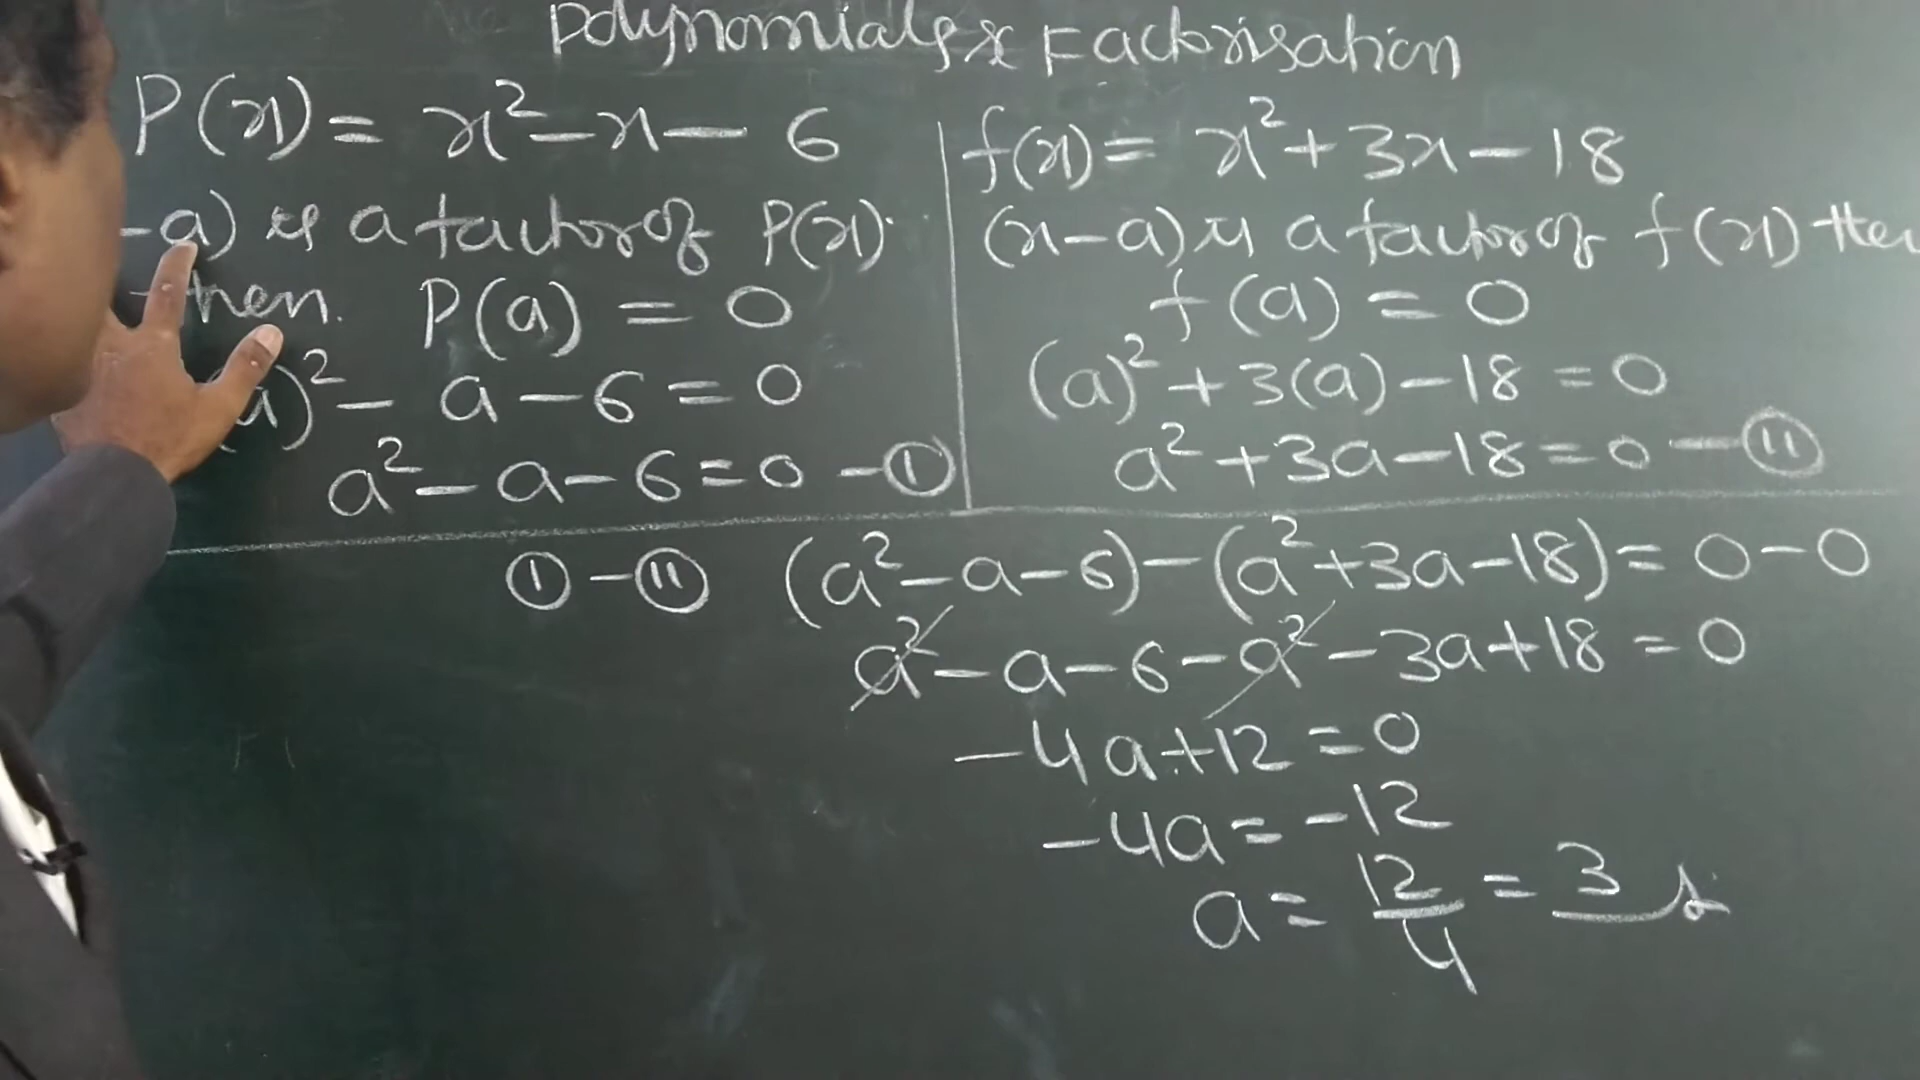 Polynomials & Factorisation
P(x) = x² - x - 6
-a) is a factor of P(x).
then. P(a) = 0
(a)² - a - 6 = 0
a² - a - 6 = 0 - ①
f(x) = x² + 3x - 18
(x - a) is a factor of f(x) then
f(a) = 0
(a)² + 3(a) - 18 = 0
a² + 3a - 18 = 0 - ⑪
① - ⑪ (a² - a - 6) - (a² + 3a - 18) = 0 - 0
a² - a - 6 - a² - 3a + 18 = 0
-4a + 12 = 0
-4a = -12
a = 12/4 = 3